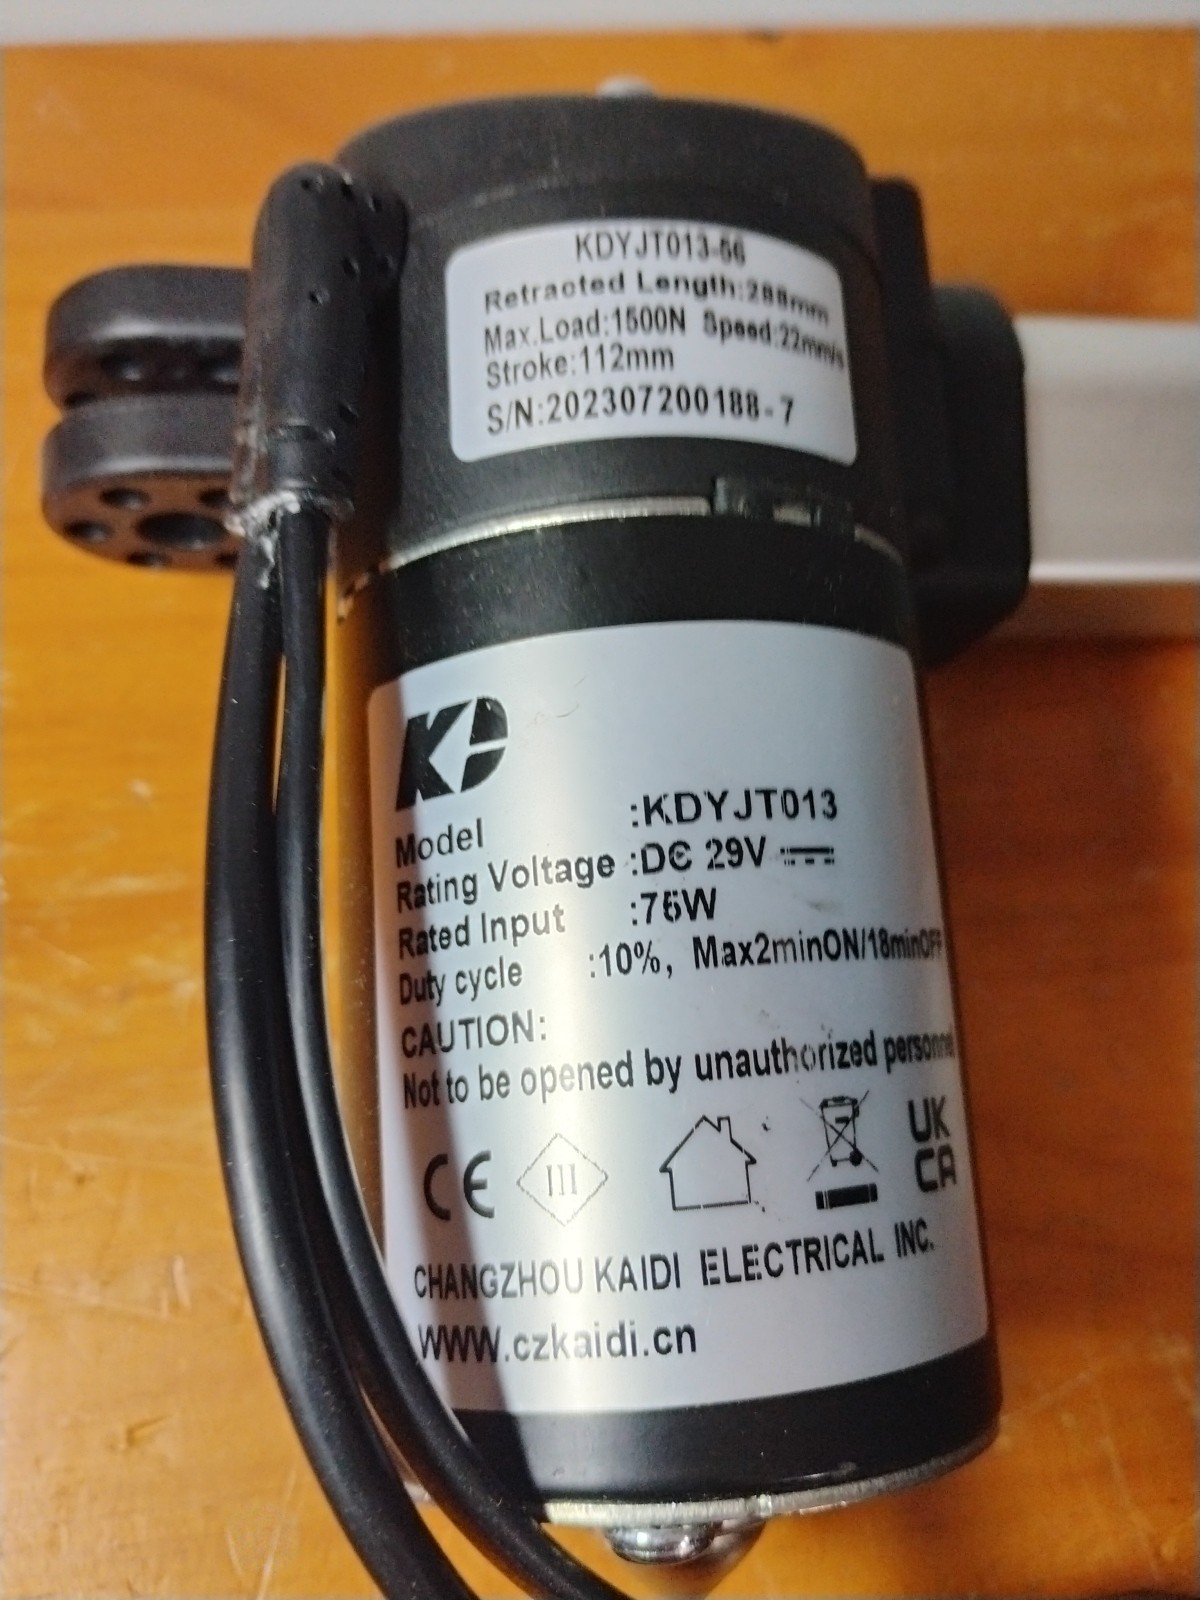 KDYJT013-56
Retracted Length:288mm
Max.Load:1500N Speed:22mm/s
Stroke:112mm
S/N:202307200188-7
KD
Model :KDYJT013
Rating Voltage :DC 29V
Rated Input :75W
Duty cycle :10%, Max2minON/18minOFF
CAUTION:
Not to be opened by unauthorized personnel
CE III UK CA
CHANGZHOU KAIDI ELECTRICAL INC.
WWW.czkaidi.cn